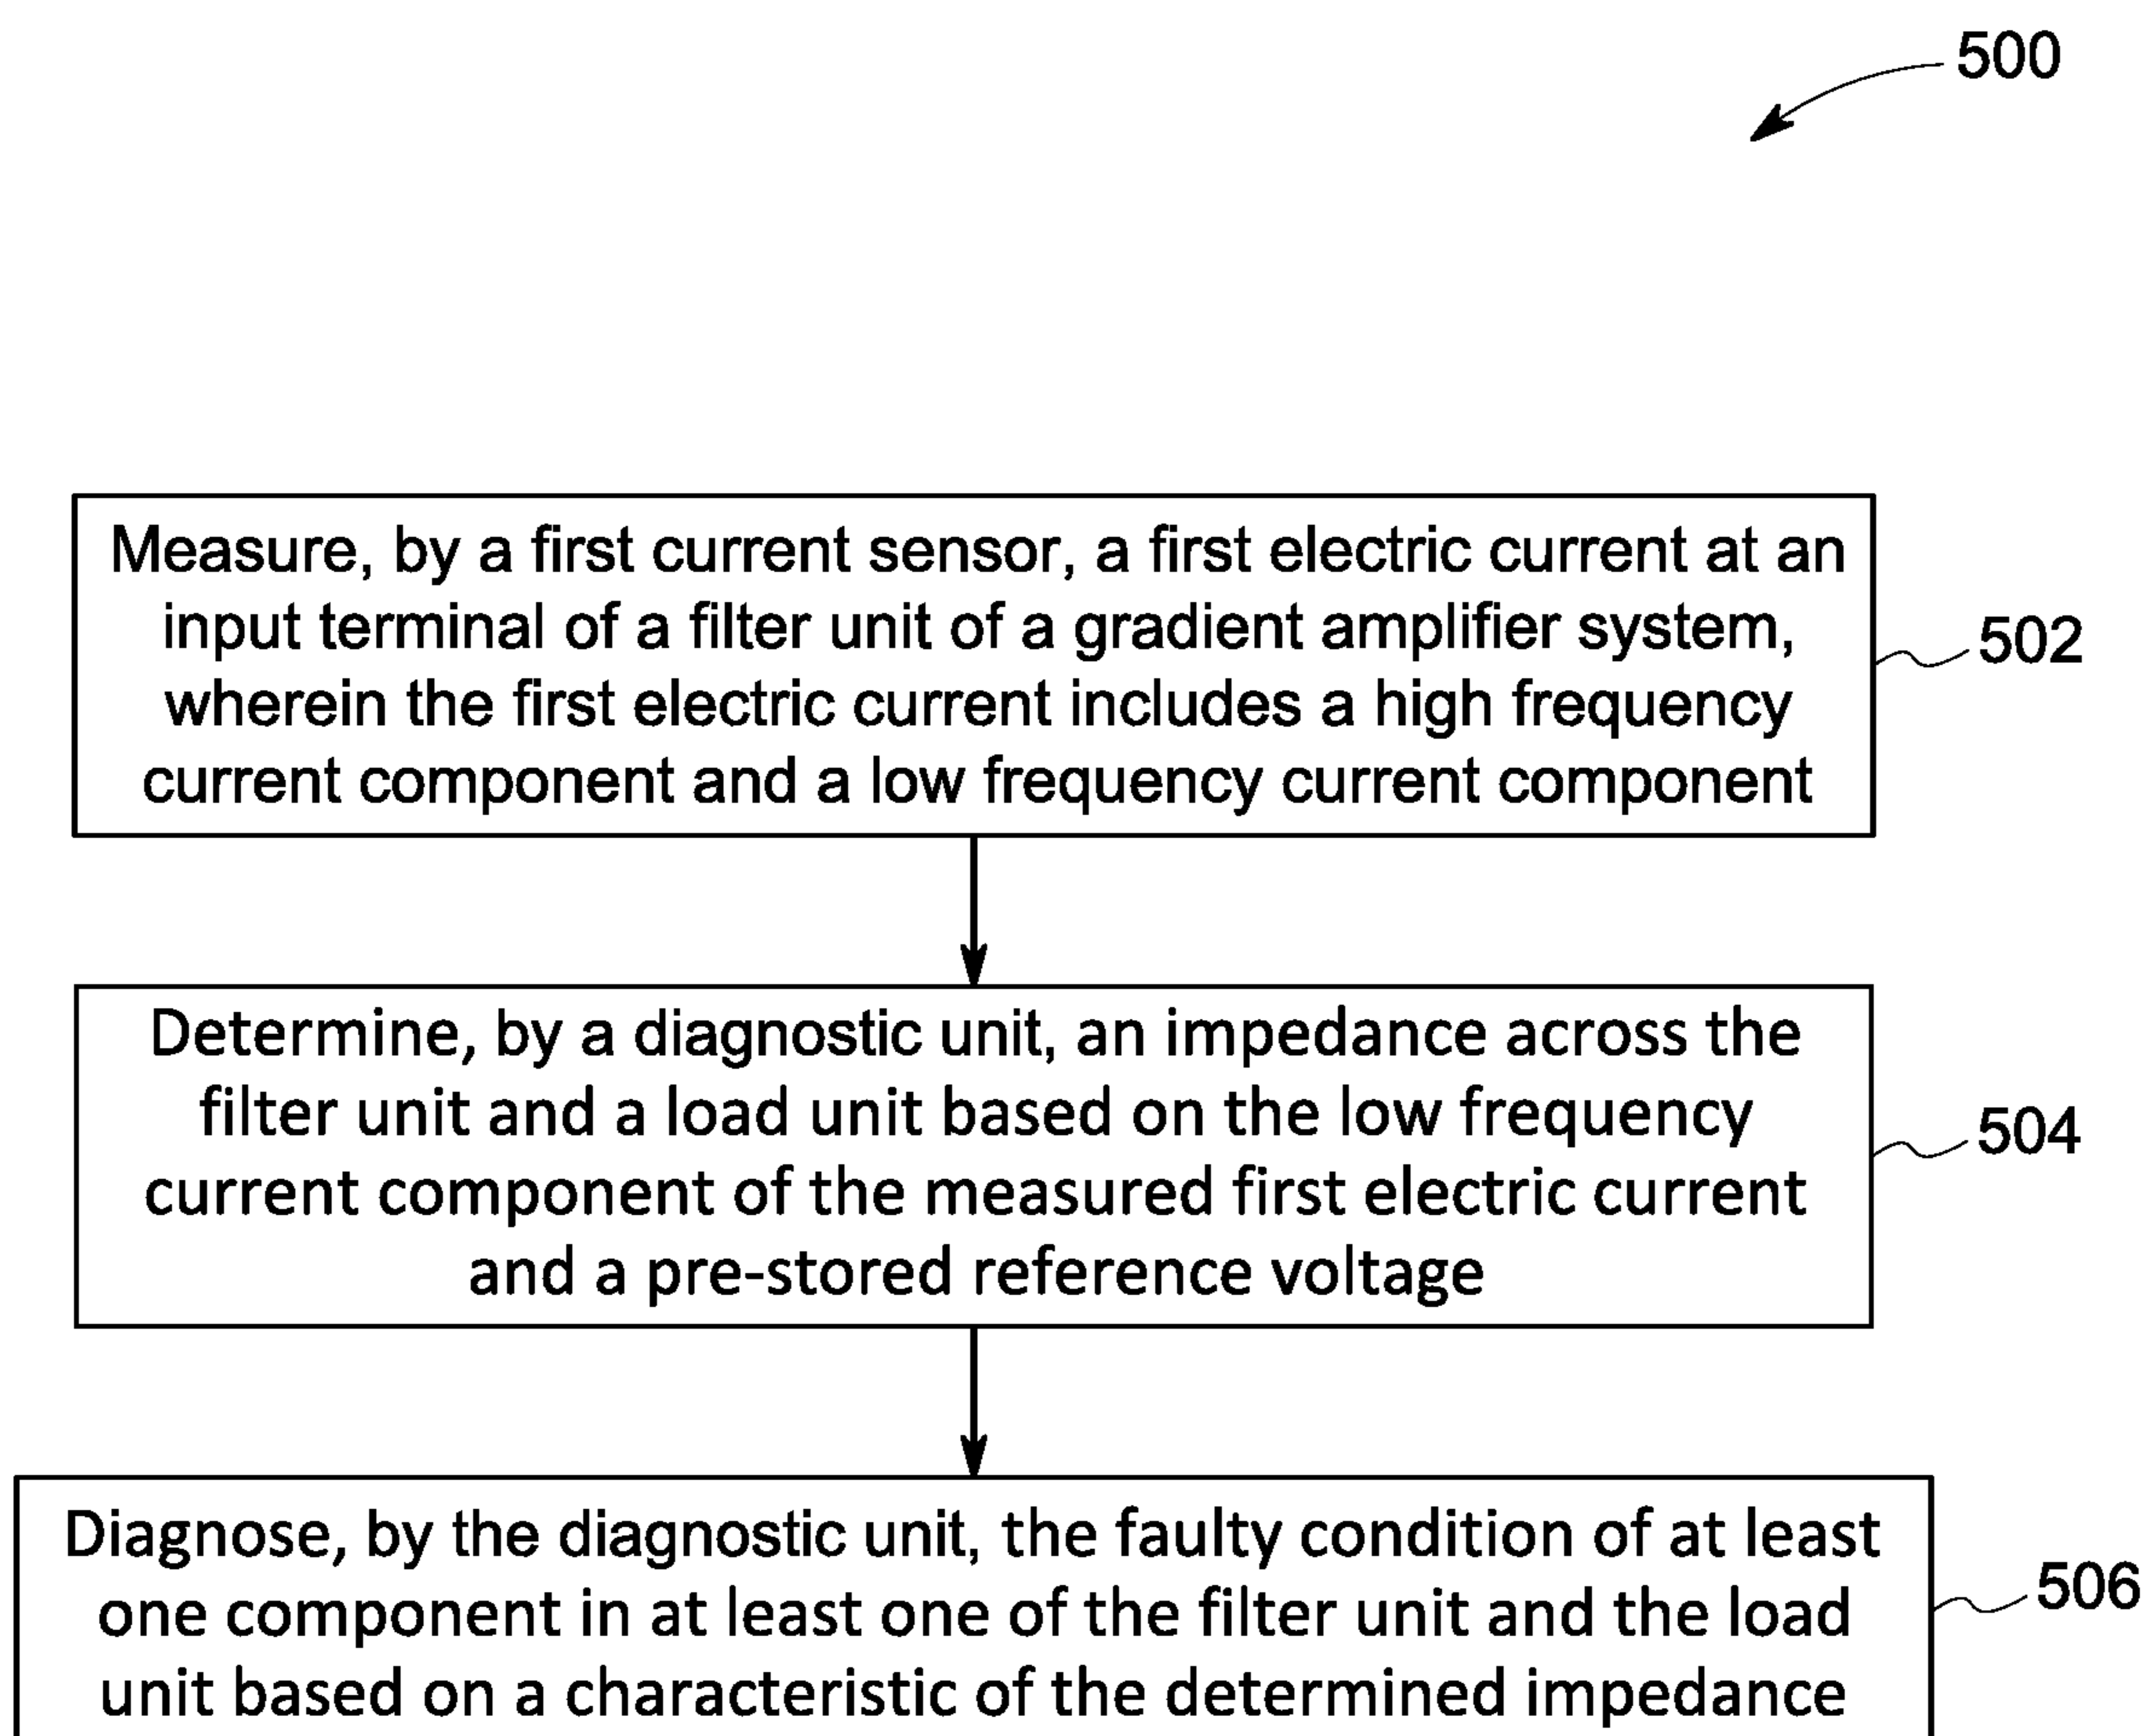 500
Measure, by a first current sensor, a first electric current at an
input terminal of a filter unit of a gradient amplifier system,
wherein the first electric current includes a high frequency
current component and a low frequency current component
502
Determine, by a diagnostic unit, an impedance across the
filter unit and a load unit based on the low frequency
current component of the measured first electric current
and a pre-stored reference voltage
504
Diagnose, by the diagnostic unit, the faulty condition of at least
one component in at least one of the filter unit and the load
unit based on a characteristic of the determined impedance
506